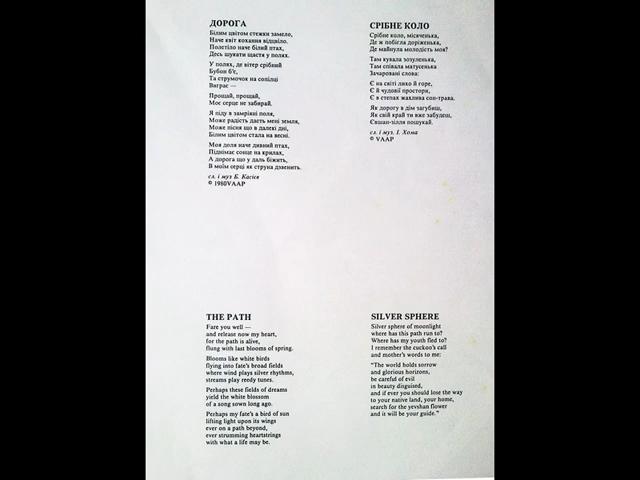 ДОРОГА
Білим цвітом стежки замело,
Наче квіт кохання відцвіло.
Полетіло наче білий птах,
Десь шукати щастя у полях.
У полях, де вітер срібний
Бубон б'є,
Та струмочок на сопілці
Виграє —
Прощай, прощай,
Моє серце не забирай.
Я піду в замріяні поля,
Може радість дасть мені земля,
Може пісня що в далекі дні,
Білим цвітом стала на весні.
Моя доля наче дивний птах,
Піднімає сонце на крилах,
А дорога що у даль біжить,
В моїм серці як струна дзвенить.
сл. і муз Б. Касієв
© 1980VAAP
СРІБНЕ КОЛО
Срібне коло, місяченька,
Де ж побігла доріженька,
Де майнула молодість моя?
Там кувала зозуленька,
Там співала матусенька
Зачаровані слова:
Є на світі лихо й горе,
Є й чудовії простори,
Є в степах жахлива сон-трава.
Як дорогу в дім загубиш,
Як свій край ти вже забудеш,
Євшан-зілля пошукай.
сл. і муз. І. Хома
© VAAP
THE PATH
Fare you well —
and release now my heart,
for the path is alive,
flung with last blooms of spring.
Blooms like white birds
flying into fate's broad fields
where wind plays silver rhythms,
streams play reedy tunes.
Perhaps these fields of dreams
yield the white blossom
of a song sown long ago.
Perhaps my fate's a bird of sun
lifting light upon its wings
ever on a path beyond,
ever strumming heartstrings
with what a life may be.
SILVER SPHERE
Silver sphere of moonlight
where has this path run to?
Where has my youth fled to?
I remember the cuckoo's call
and mother's words to me:
"The world holds sorrow
and glorious horizons,
be careful of evil
in beauty disguised,
and if ever you should lose the way
to your native land, your home,
search for the yevshan flower
and it will be your guide."